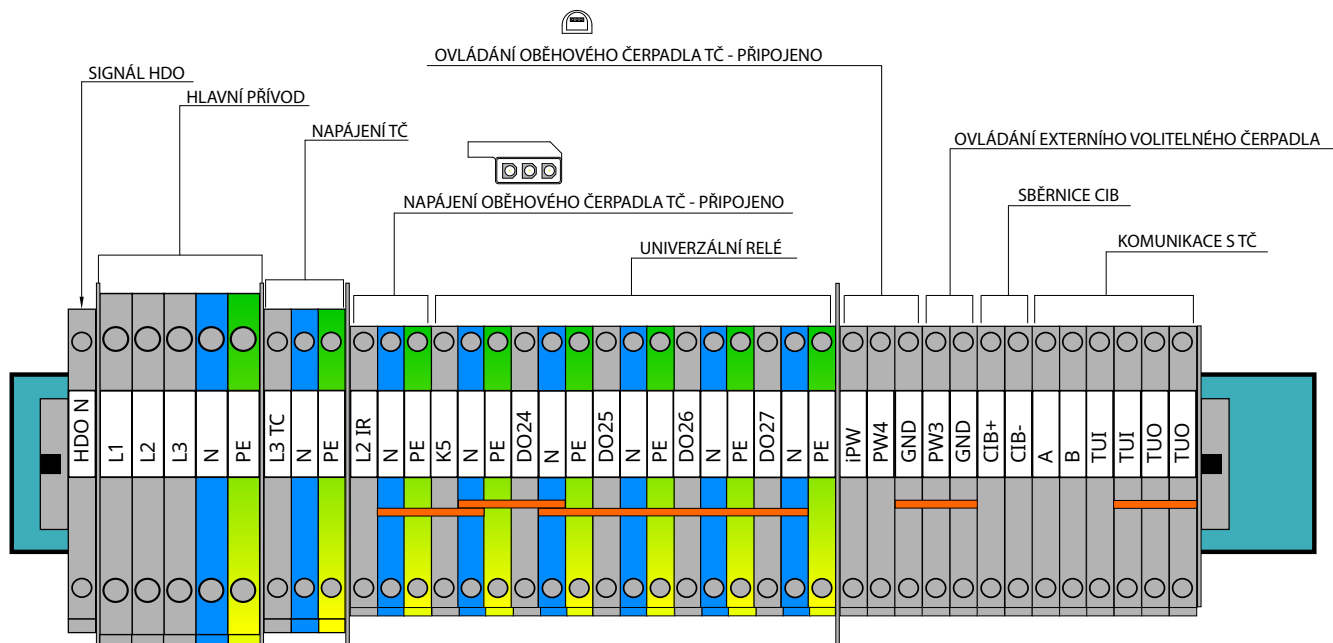 OVLÁDÁNÍ OBĚHOVÉHO ČERPADLA TČ - PŘIPOJENO
SIGNÁL HDO
HLAVNÍ PŘÍVOD
NAPÁJENÍ TČ
OVLÁDÁNÍ EXTERNÍHO VOLITELNÉHO ČERPADLA
NAPÁJENÍ OBĚHOVÉHO ČERPADLA TČ - PŘIPOJENO
SBĚRNICE CIB
UNIVERZÁLNÍ RELÉ
KOMUNIKACE S TČ
HDO N
L1
L2
L3
N
PE
L3 TC
N
PE
L2 IR
N
PE
K5
N
PE
DO24
N
PE
DO25
N
PE
DO26
N
PE
DO27
N
PE
iPW
PW4
GND
PW3
GND
CIB+
CIB-
A
B
TUI
TUI
TUO
TUO